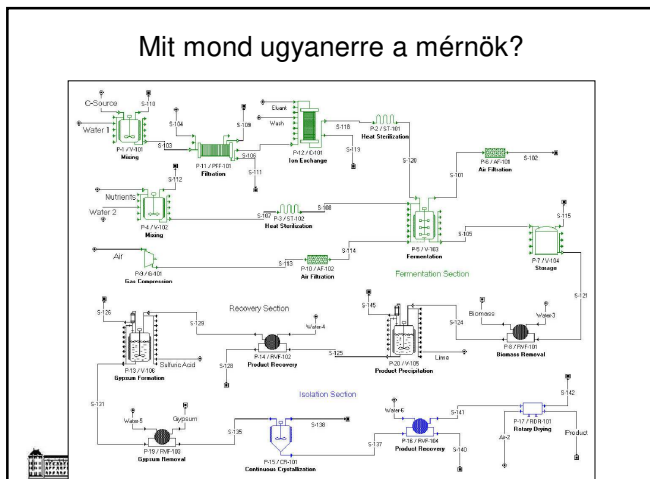 Mit mond ugyanerre a mérnök?
C-Source
S-110
Water 1
P-1 / V-101
Mixing
S-103
S-104
S-109
P-11 / PFF-101
Filtration
S-106
S-111
Eluant
Wash
P-12 / C-101
Ion Exchange
S-118
S-113
P-2 / ST-101
Heat Sterilization
S-120
S-101
P-6 / AF-101
Air Filtration
S-102
S-112
Nutrients
Water 2
P-4 / V-102
Mixing
S-107
P-3 / ST-102
Heat Sterilization
S-108
P-5 / V-103
Fermentation
S-105
S-115
P-7 / V-104
Storage
Air
P-9 / G-101
Gas Compression
S-113
P-10 / AF-102
Air Filtration
S-114
Fermentation Section
S-121
S-126
Recovery Section
S-129
Water-4
P-13 / V-106
Gypsum Formation
Sulfuric Acid
P-14 / RVF-102
Product Recovery
S-128
S-125
S-145
P-20 / V-105
Product Precipitation
S-124
Lime
Biomass
Water-3
P-8 / RVF-101
Biomass Removal
Isolation Section
S-131
Water-5
Gypsum
P-19 / RVF-103
Gypsum Removal
S-135
S-138
P-15 / CR-101
Continuous Crystallization
S-137
Water-6
S-141
P-16 / RVF-104
Product Recovery
S-140
S-142
P-17 / RDR-101
Rotary Drying
Air-2
Product